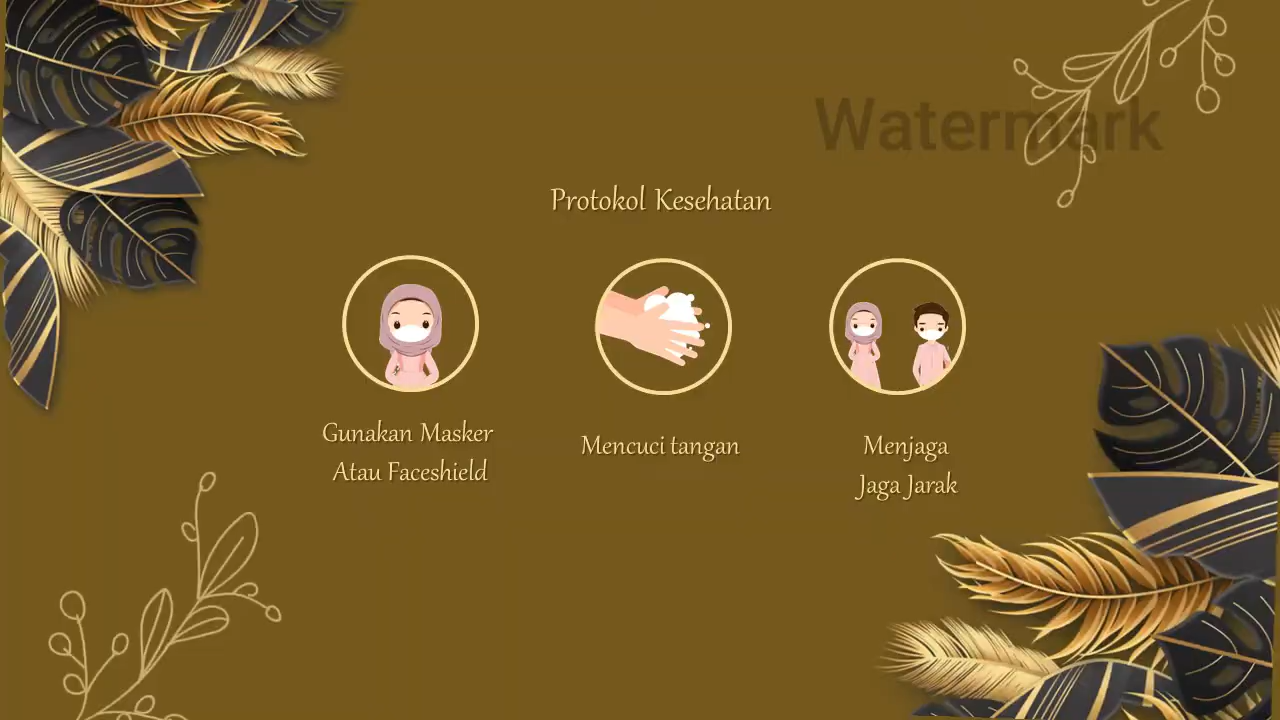 Watermark
Protokol Kesehatan
Gunakan Masker
Atau Faceshield
Mencuci tangan
Menjaga
Jaga Jarak